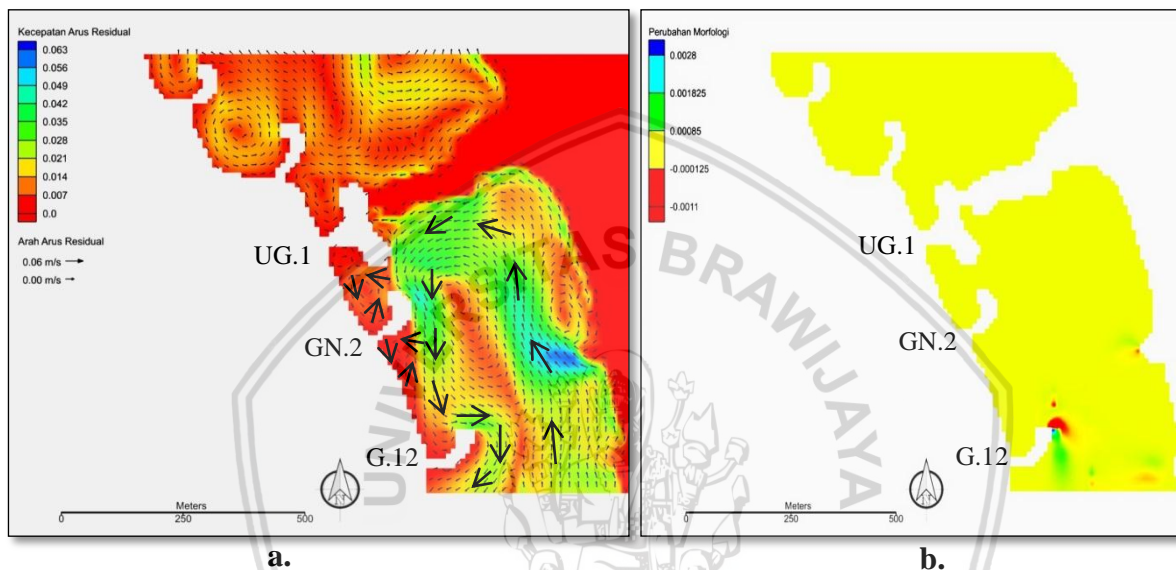 Kecepatan Arus Residual
0.063
0.056
0.049
0.042
0.035
0.028
0.021
0.014
0.007
0.0
Arah Arus Residual
0.06 m/s
0.00 m/s
UG.1
GN.2
G.12
Meters
0
250
500
a.
Perubahan Morfologi
0.0028
0.001825
0.00085
-0.000125
-0.0011
UG.1
GN.2
G.12
Meters
0
250
500
b.
UNI
TAS BRAWIJAYA